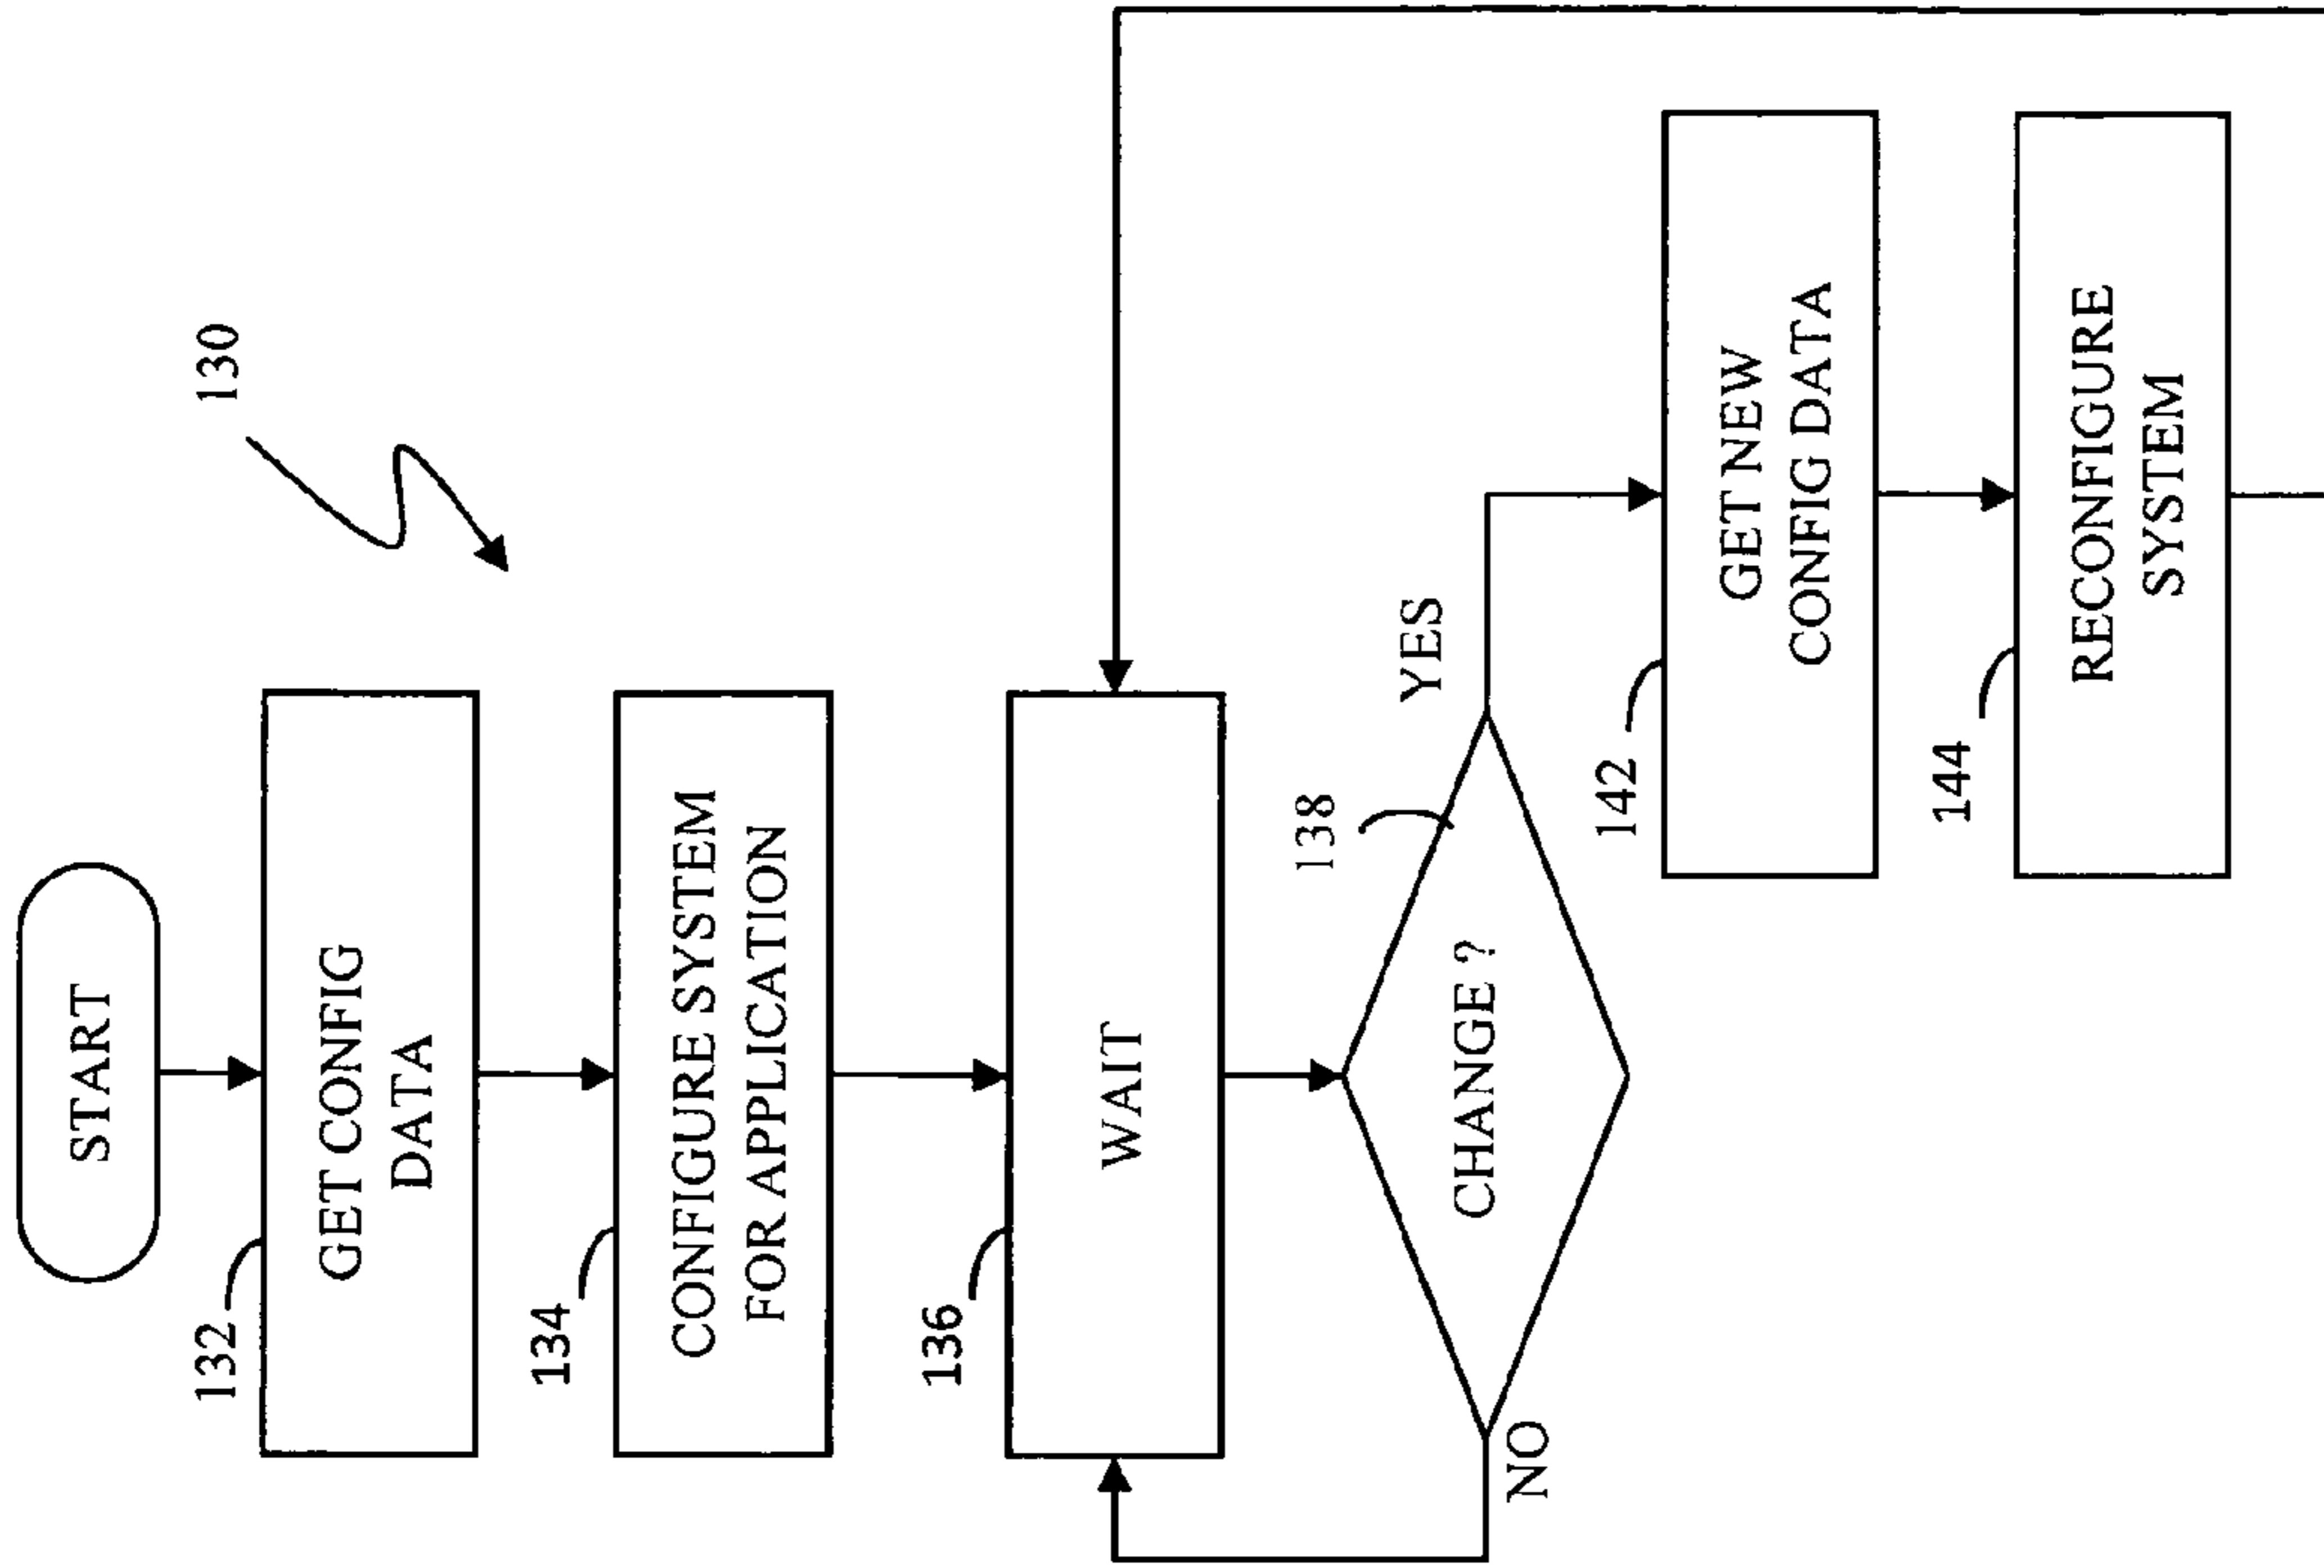 130
START
132
GET CONFIG
DATA
134
CONFIGURE SYSTEM
FOR APPLICATION
136
WAIT
138
CHANGE ?
YES
NO
142
GET NEW
CONFIG DATA
144
RECONFIGURE
SYSTEM